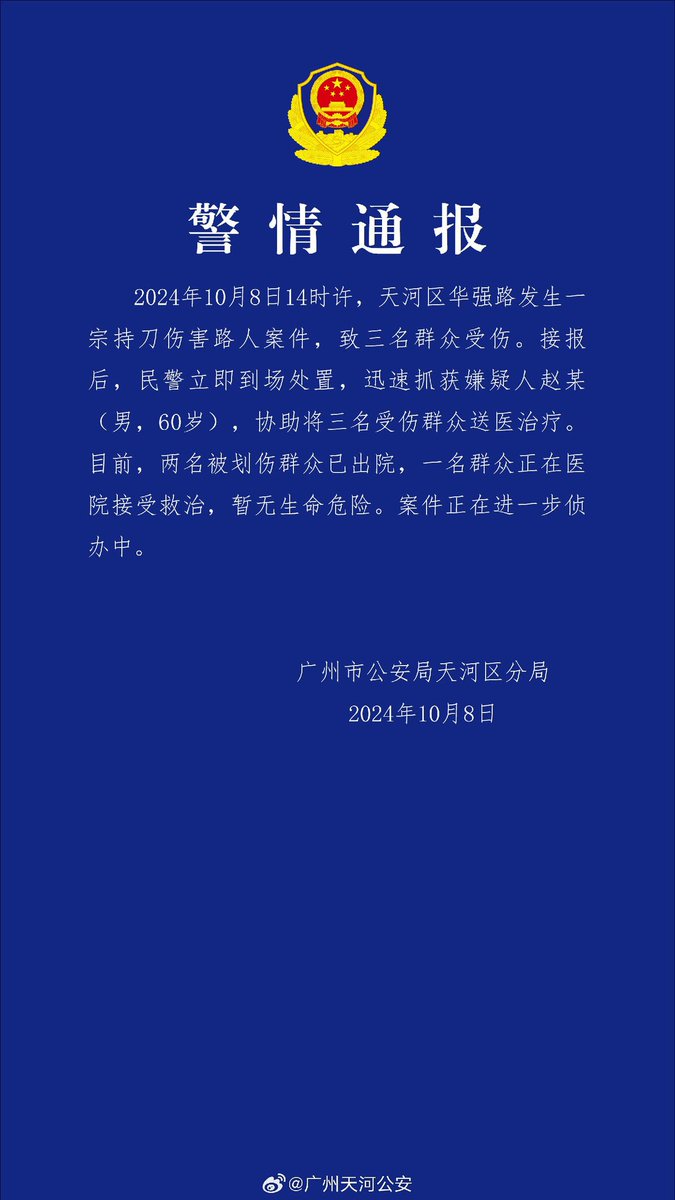 警情通报
2024年10月8日14时许，天河区华强路发生一
宗持刀伤害路人案件，致三名群众受伤。接报
后，民警立即到场处置，迅速抓获嫌疑人赵某
（男，60岁），协助将三名受伤群众送医治疗。
目前，两名被划伤群众已出院，一名群众正在医
院接受救治，暂无生命危险。案件正在进一步侦
办中。
广州市公安局天河区分局
2024年10月8日
@广州天河公安